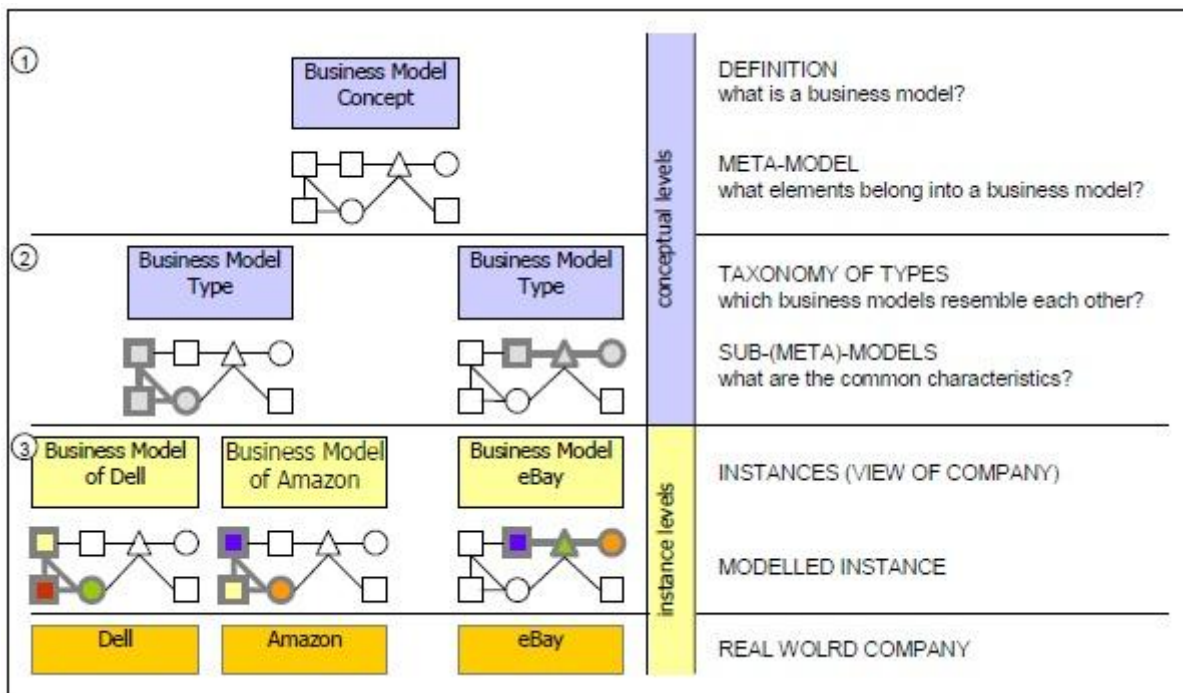 1
Business Model
Concept
DEFINITION
what is a business model?
META-MODEL
what elements belong into a business model?
conceptual levels
2
Business Model
Type
Business Model
Type
TAXONOMY OF TYPES
which business models resemble each other?
SUB-(META)-MODELS
what are the common characteristics?
3
Business Model
of Dell
Business Model
of Amazon
Business Model
eBay
INSTANCES (VIEW OF COMPANY)
MODELLED INSTANCE
instance levels
Dell
Amazon
eBay
REAL WOLRD COMPANY